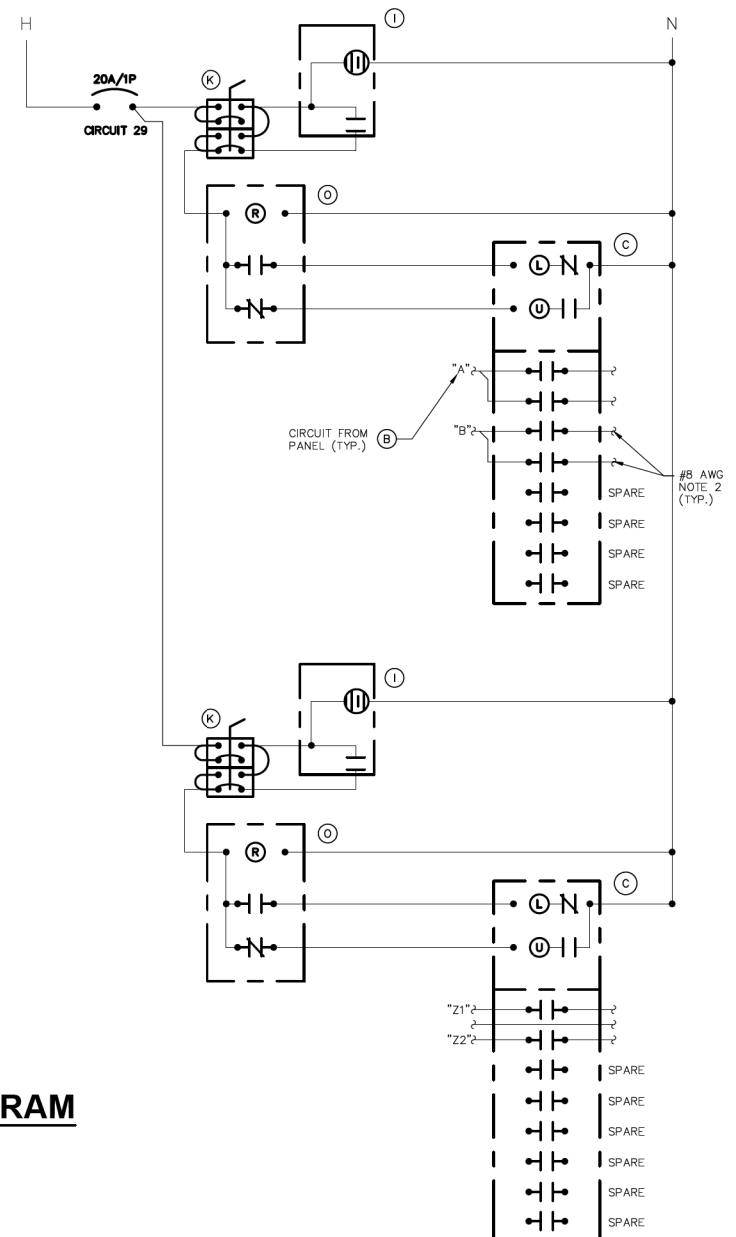 H
N
I
20A/1P
K
CIRCUIT 29
O
R
C
L
U
"A"
CIRCUIT FROM
PANEL (TYP.)
B
"B"
#8 AWG
NOTE 2
(TYP.)
SPARE
SPARE
SPARE
SPARE
I
K
O
R
C
L
U
"Z1"
"Z2"
SPARE
SPARE
SPARE
SPARE
SPARE
SPARE
RAM